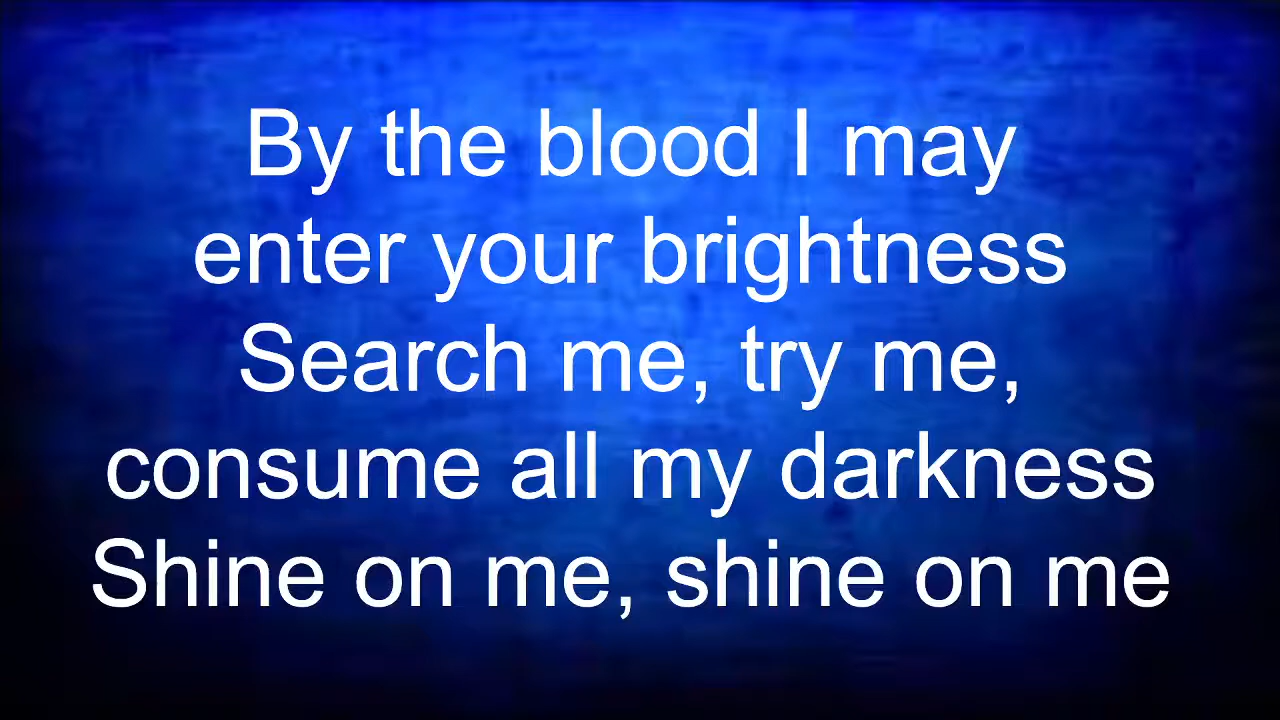 By the blood I may
enter your brightness
Search me, try me,
consume all my darkness
Shine on me, shine on me